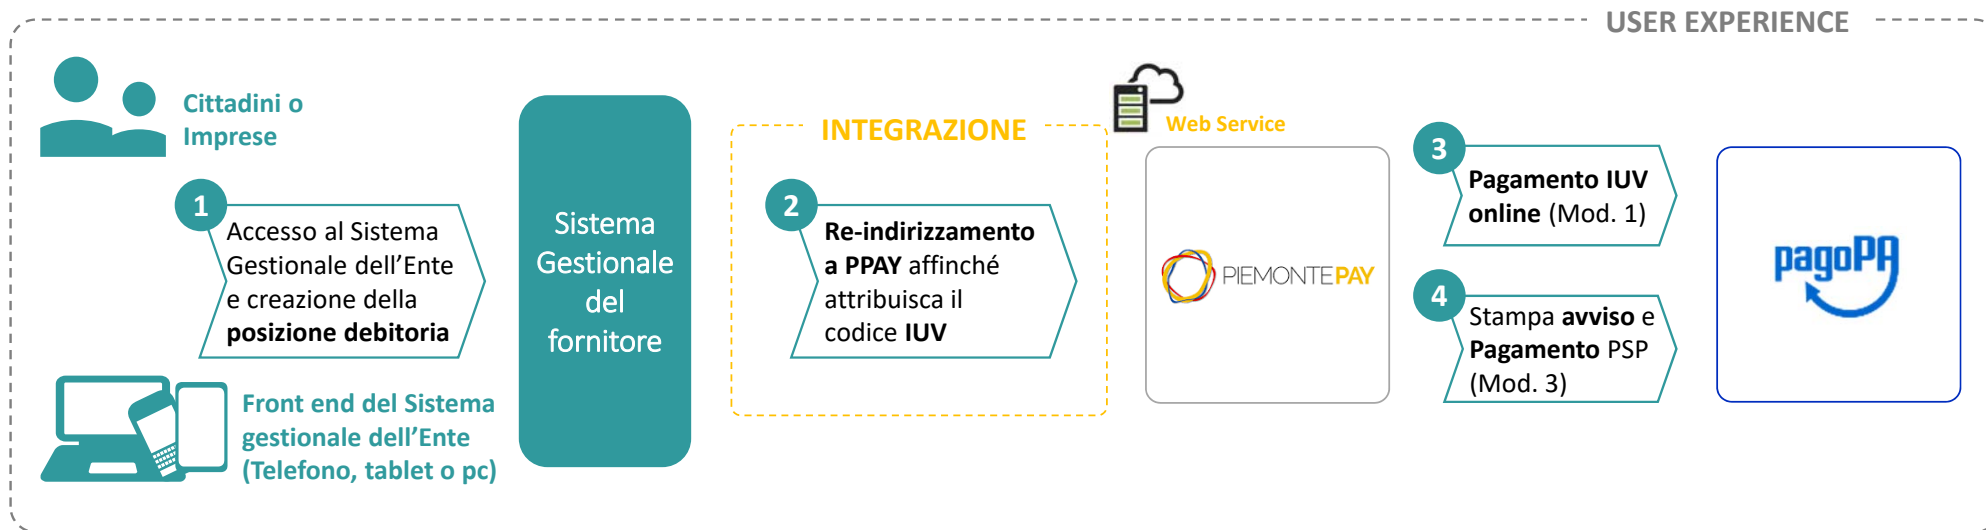 USER EXPERIENCE
Cittadini o
Imprese
1
Accesso al Sistema
Gestionale dell’Ente
e creazione della
posizione debitoria
Front end del Sistema
gestionale dell’Ente
(Telefono, tablet o pc)
Sistema
Gestionale
del
fornitore
INTEGRAZIONE
2
Re-indirizzamento
a PPAY affinché
attribuisca il
codice IUV
Web Service
PIEMONTEPAY
3
Pagamento IUV
online (Mod. 1)
4
Stampa avviso e
Pagamento PSP
(Mod. 3)
pagoPA